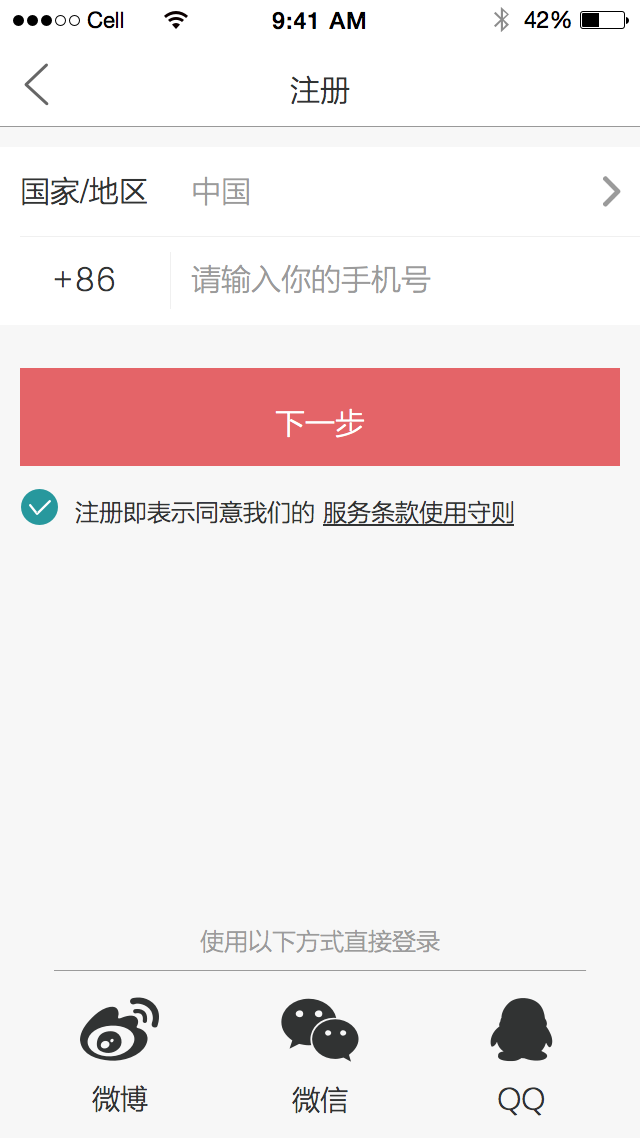 Cell 9:41 AM 42%
注册
国家/地区 中国
+86 请输入你的手机号
下一步
注册即表示同意我们的 服务条款使用守则
使用以下方式直接登录
微博 微信 QQ